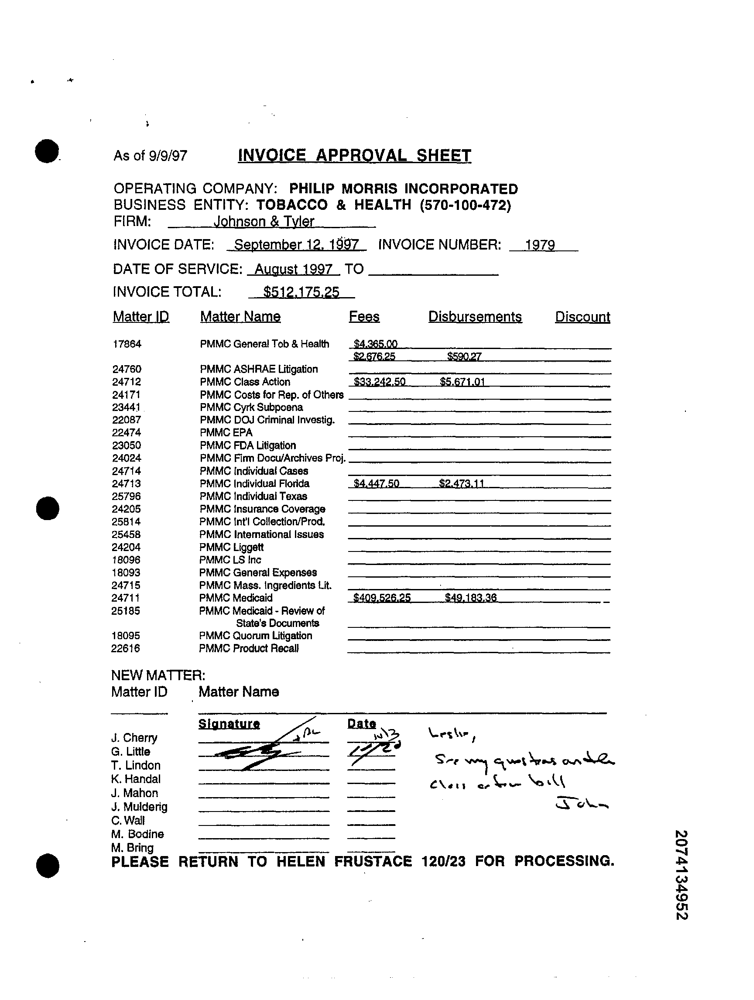 As of 9/9/97 INVOICE APPROVAL SHEET
OPERATING COMPANY: PHILIP MORRIS INCORPORATED
BUSINESS ENTITY: TOBACCO & HEALTH (570-100-472)
FIRM: Johnson & Tyler
INVOICE DATE: September 12, 1997 INVOICE NUMBER: 1979
DATE OF SERVICE: August 1997 TO
INVOICE TOTAL: $512,175.25
Matter ID Matter Name Fees Disbursements Discount
17864 PMMC General Tob & Health $4,365.00
$2,676.25 $590.27
24760 PMMC ASHRAE Litigation
24712 PMMC Class Action $33,242.50 $5,671.01
24171 PMMC Costs for Rep. of Others
23441 PMMC Cyrk Subpoena
22087 PMMC DOJ Criminal Investig.
22474 PMMC EPA
23050 PMMC FDA Litigation
24024 PMMC Firm Docu/Archives Proj.
24714 PMMC Individual Cases
24713 PMMC Individual Florida $4,447.50 $2,473.11
25796 PMMC Individual Texas
24205 PMMC Insurance Coverage
25814 PMMC Int'l Collection/Prod.
25458 PMMC International Issues
24204 PMMC Liggett
18096 PMMC LS Inc
18093 PMMC General Expenses
24715 PMMC Mass. Ingredients Lit.
24711 PMMC Medicaid $409,526.25 $49,183.36
25185 PMMC Medicaid - Review of
State's Documents
18095 PMMC Quorum Litigation
22616 PMMC Product Recall
NEW MATTER:
Matter ID Matter Name
Signature Date
J. Cherry
G. Little
T. Lindon
K. Handal
J. Mahon
J. Mulderig
C. Wall
M. Bodine
M. Bring
Leslie,
See my questions on the
class action bill
John
PLEASE RETURN TO HELEN FRUSTACE 120/23 FOR PROCESSING.
2074134952